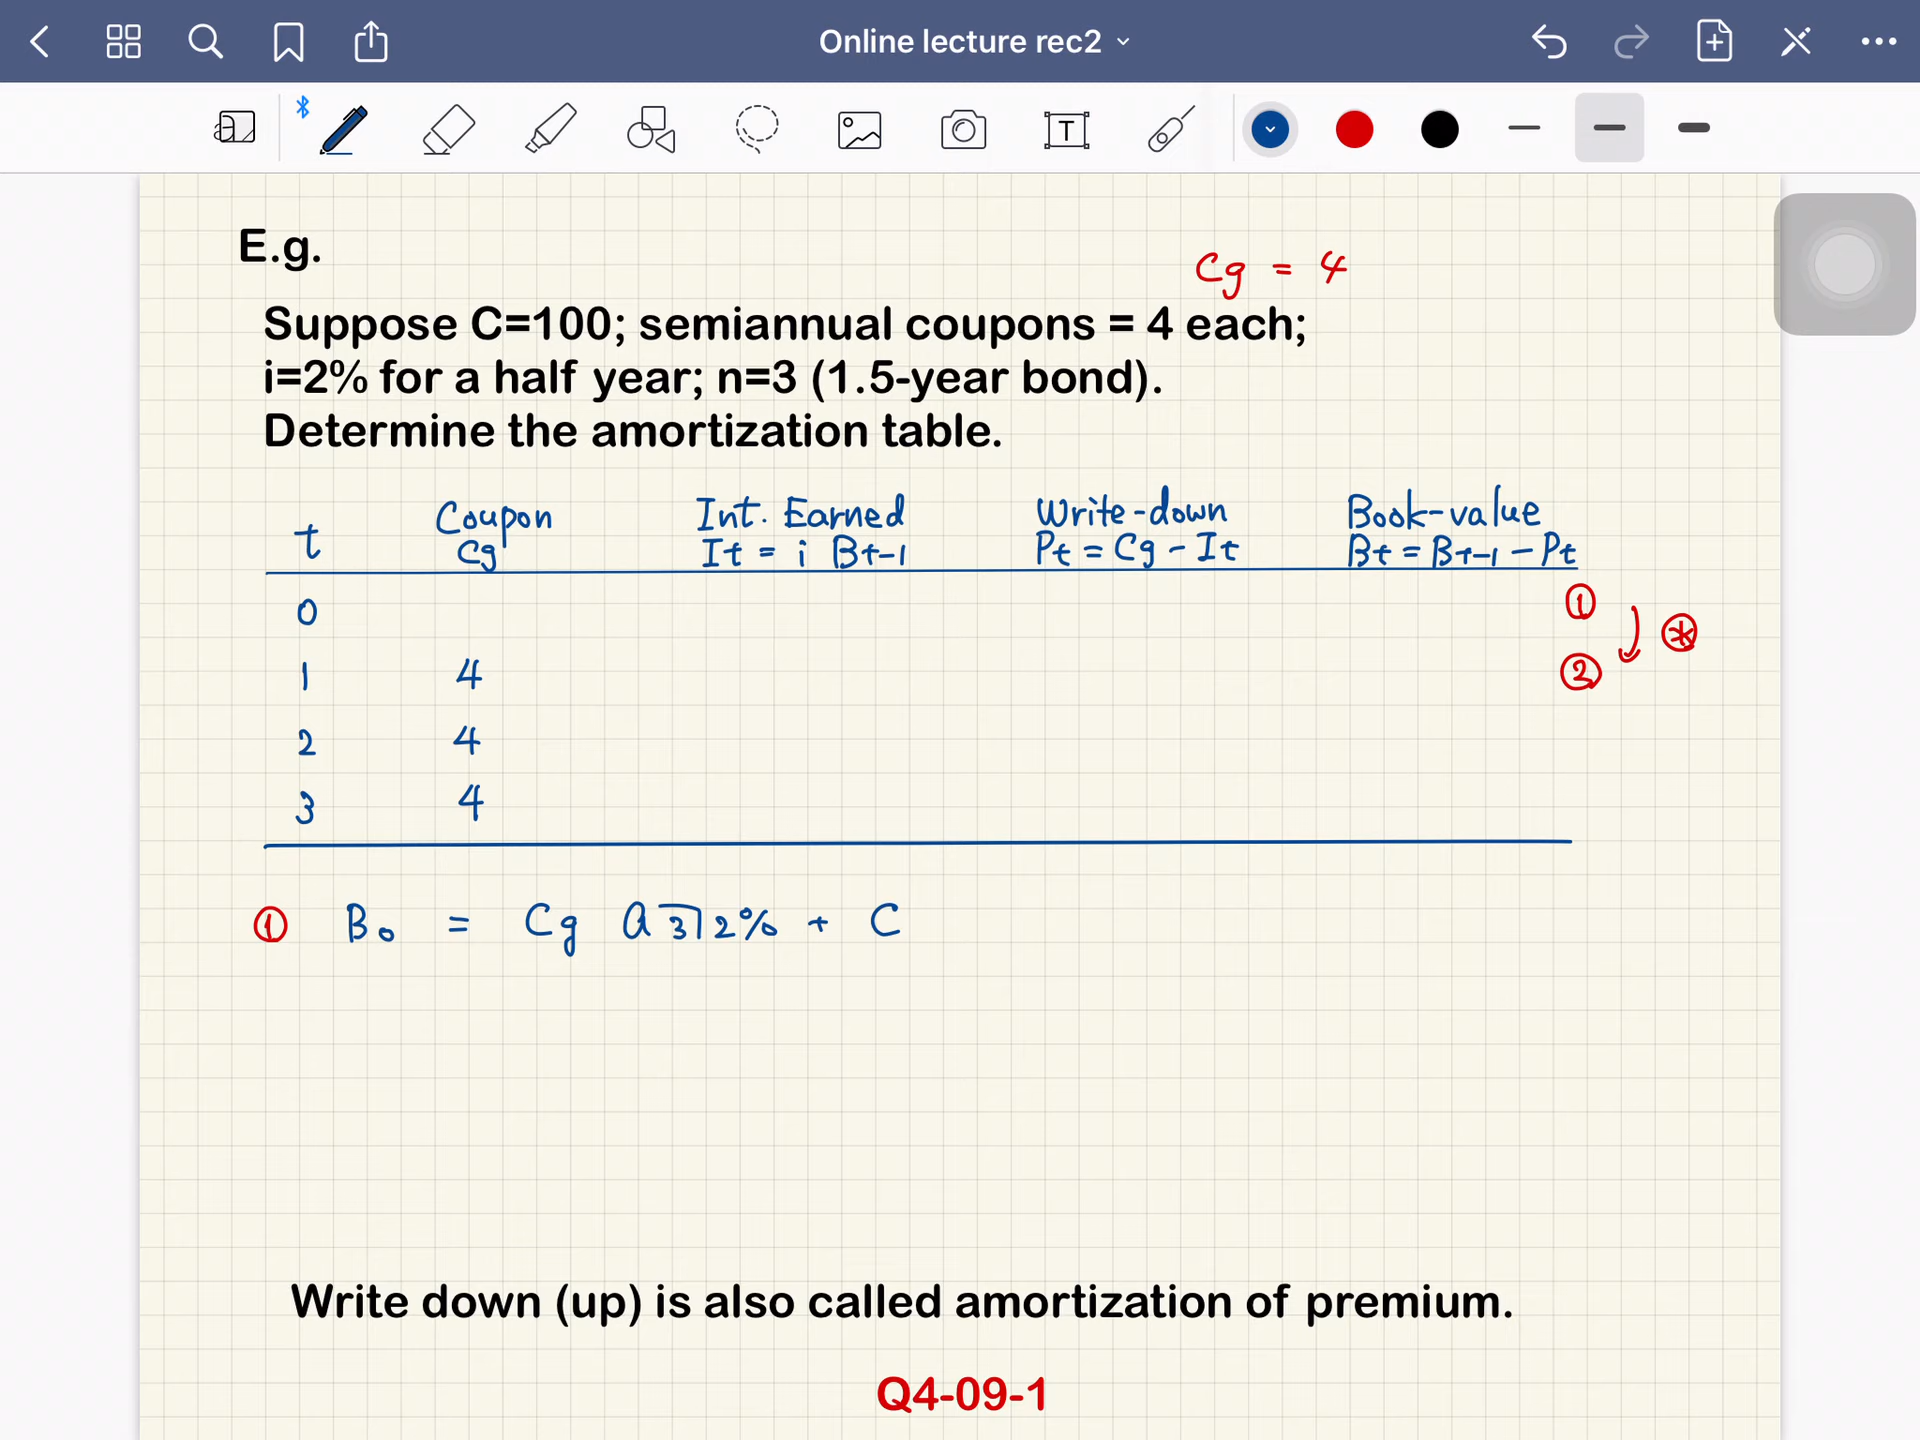 Online lecture rec2
E.g.
Cg = 4
Suppose C=100; semiannual coupons = 4 each;
i=2% for a half year; n=3 (1.5-year bond).
Determine the amortization table.
t Coupon Cg Int. Earned It = i Bt-1 Write-down Pt = Cg - It Book-value Bt = Bt-1 - Pt
0 ①
1 4 ② ⊛
2 4
3 4
① B₀ = Cg a3̅|2% + C
Write down (up) is also called amortization of premium.
Q4-09-1